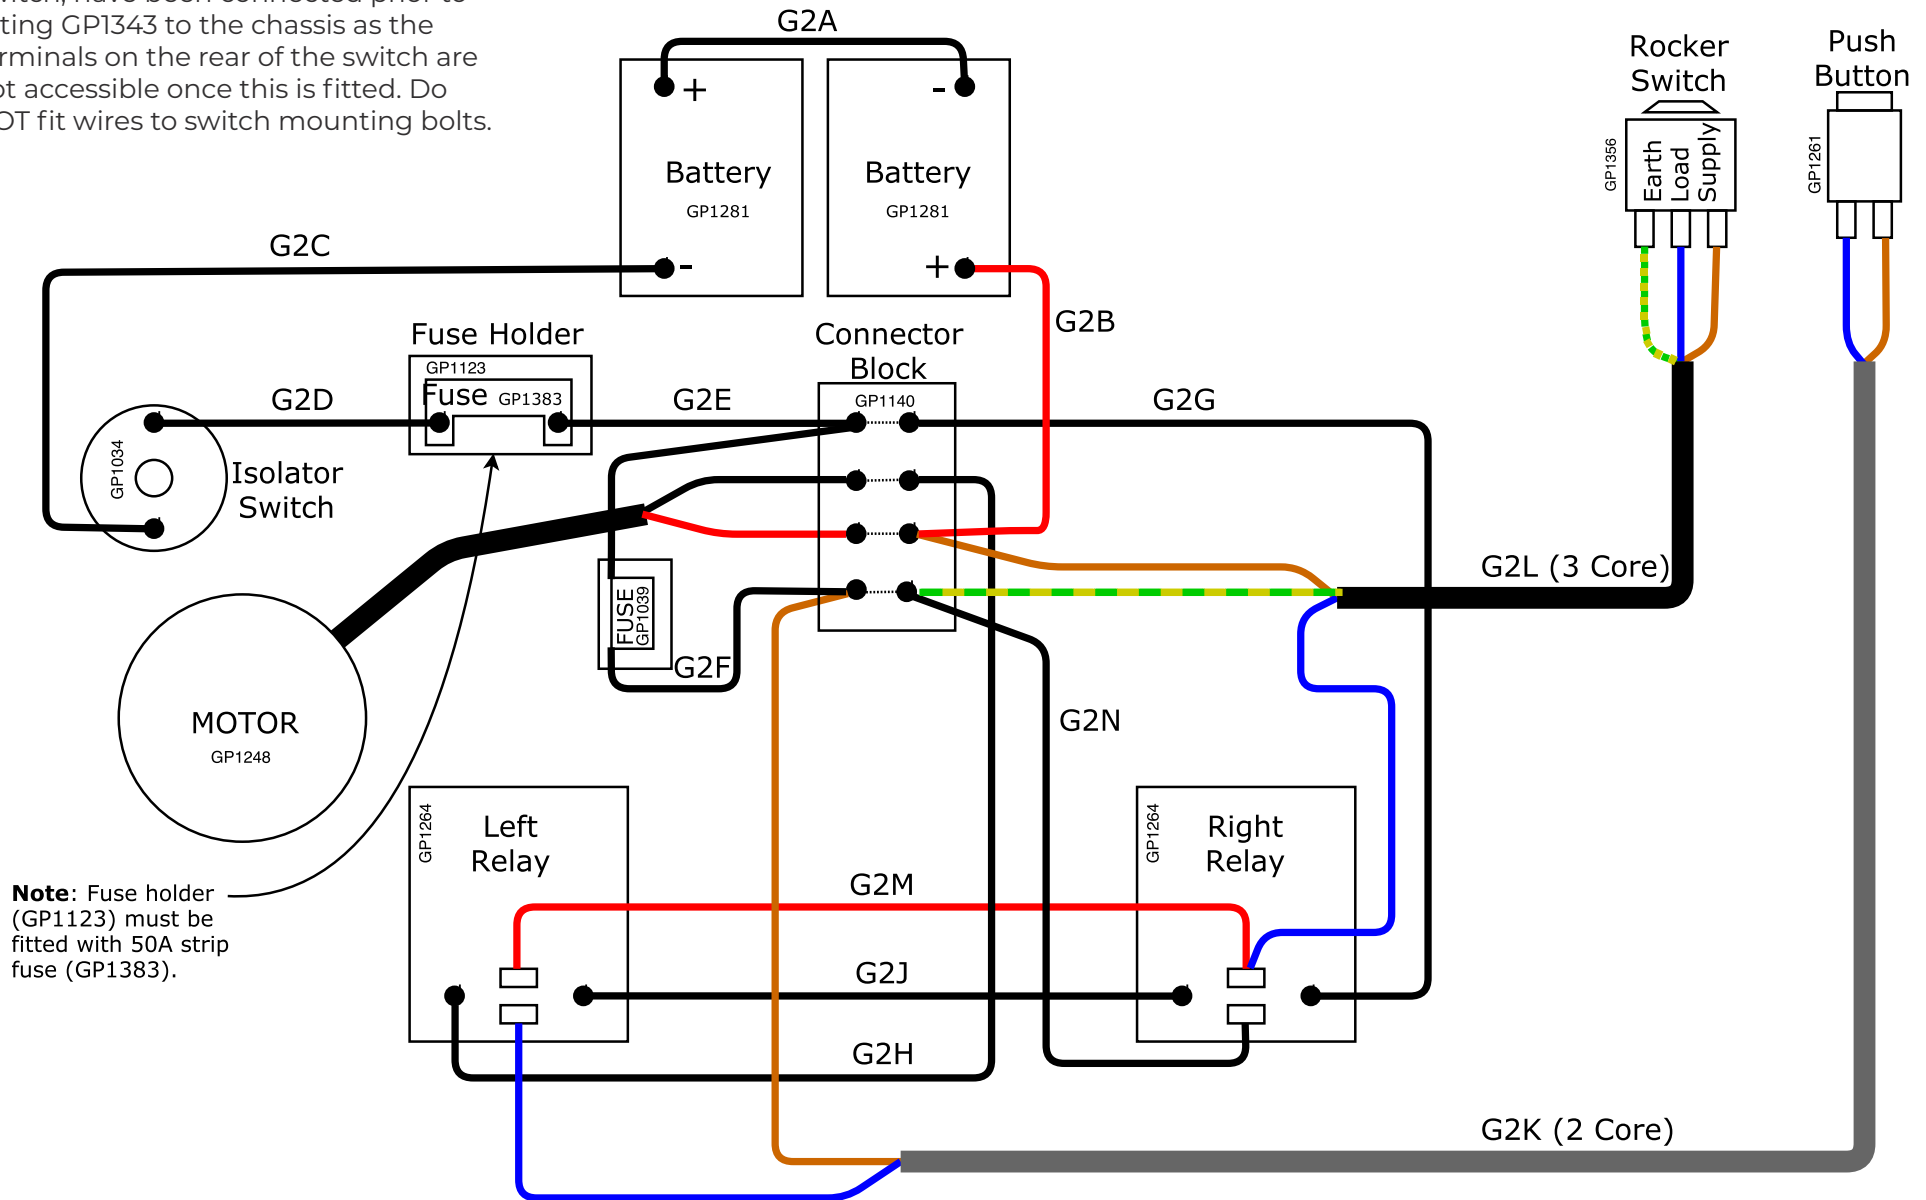 ting GP1343 to the chassis as the
rminals on the rear of the switch are
ot accessible once this is fitted. Do
OT fit wires to switch mounting bolts.
G2A
+
-
Battery
GP1281
-
Battery
GP1281
+
Rocker
Switch
GP1356
Earth
Load
Supply
Push
Button
GP1261
G2C
G2B
Fuse Holder
GP1123
Fuse GP1383
Connector
Block
GP1140
G2D
G2E
G2G
GP1034
Isolator
Switch
FUSE
GP1039
G2F
G2L (3 Core)
G2N
MOTOR
GP1248
GP1264
Left
Relay
GP1264
Right
Relay
Note: Fuse holder
(GP1123) must be
fitted with 50A strip
fuse (GP1383).
G2M
G2J
G2H
G2K (2 Core)